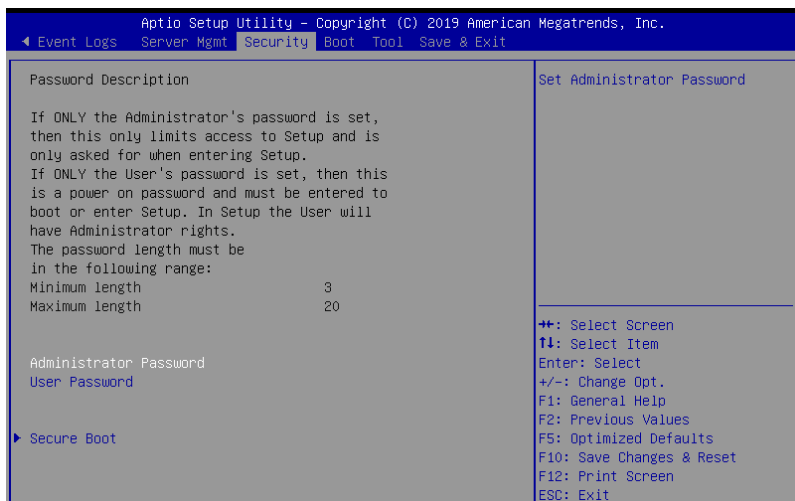 Aptio Setup Utility – Copyright (C) 2019 American Megatrends, Inc.
◀ Event Logs Server Mgmt Security Boot Tool Save & Exit
Password Description
If ONLY the Administrator's password is set,
then this only limits access to Setup and is
only asked for when entering Setup.
If ONLY the User's password is set, then this
is a power on password and must be entered to
boot or enter Setup. In Setup the User will
have Administrator rights.
The password length must be
in the following range:
Minimum length 3
Maximum length 20
Administrator Password
User Password
▶ Secure Boot
Set Administrator Password
→←: Select Screen
↑↓: Select Item
Enter: Select
+/-: Change Opt.
F1: General Help
F2: Previous Values
F5: Optimized Defaults
F10: Save Changes & Reset
F12: Print Screen
ESC: Exit